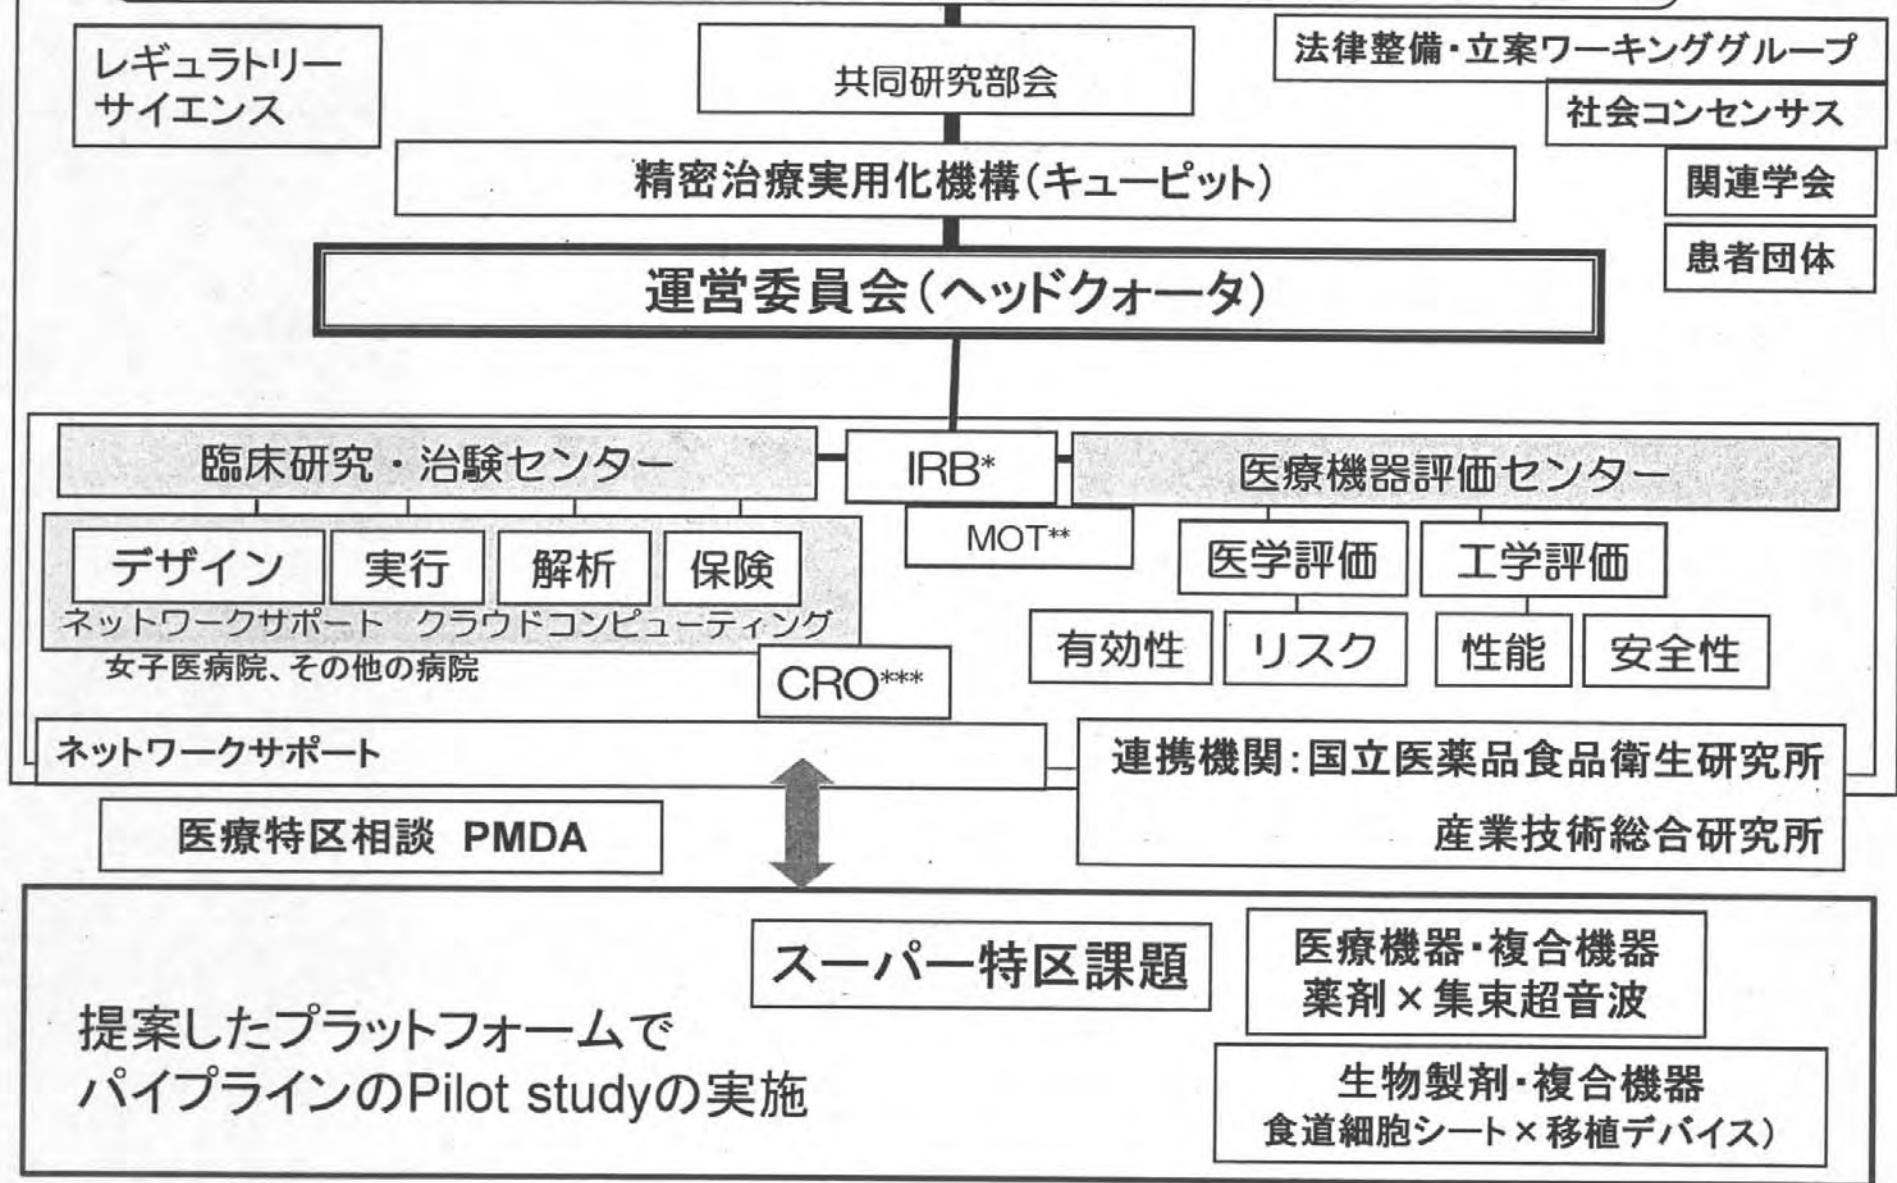 レギュラトリー
サイエンス
共同研究部会
法律整備・立案ワーキンググループ
社会コンセンサス
精密治療実用化機構(キューピット)
関連学会
運営委員会(ヘッドクォータ)
患者団体
臨床研究・治験センター
IRB*
医療機器評価センター
MOT**
デザイン
実行
解析
保険
医学評価
工学評価
ネットワークサポート クラウドコンピューティング
有効性
リスク
性能
安全性
女子医病院、その他の病院
CRO***
ネットワークサポート
連携機関:国立医薬品食品衛生研究所
産業技術総合研究所
医療特区相談 PMDA
スーパー特区課題
医療機器・複合機器
薬剤×集束超音波
提案したプラットフォームで
パイプラインのPilot studyの実施
生物製剤・複合機器
食道細胞シート×移植デバイス)